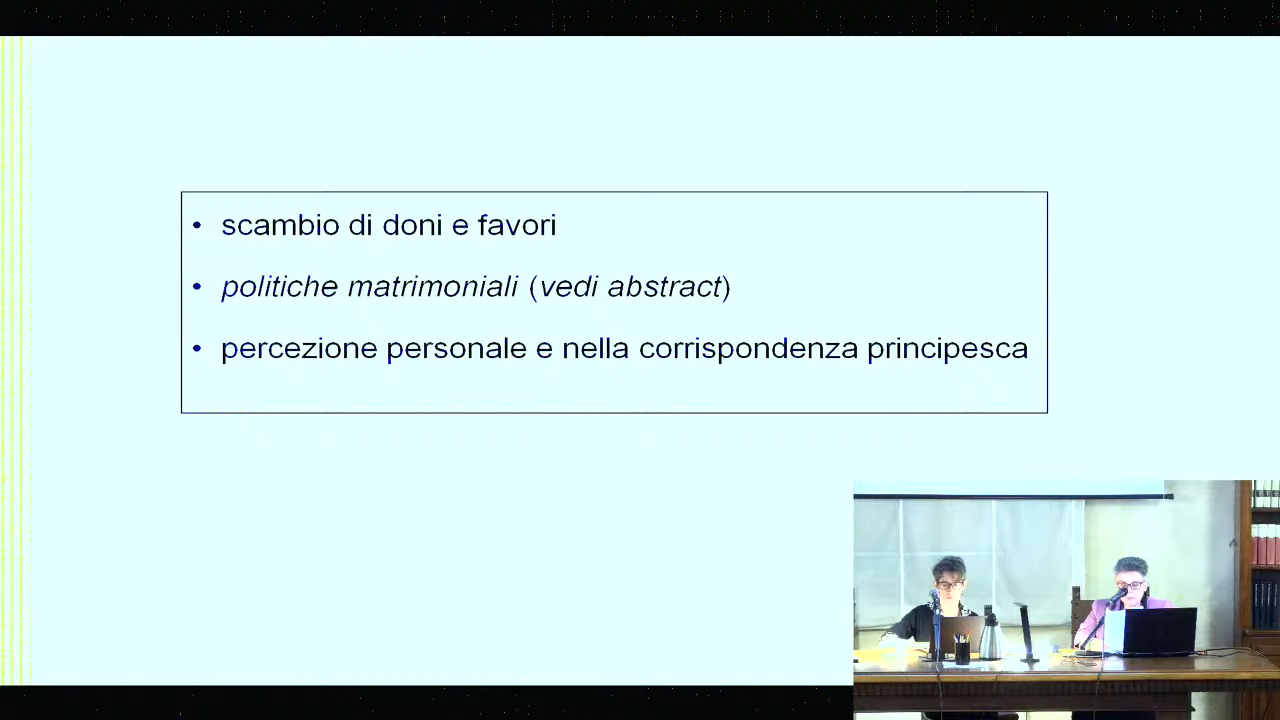 • scambio di doni e favori
• politiche matrimoniali (vedi abstract)
• percezione personale e nella corrispondenza principesca